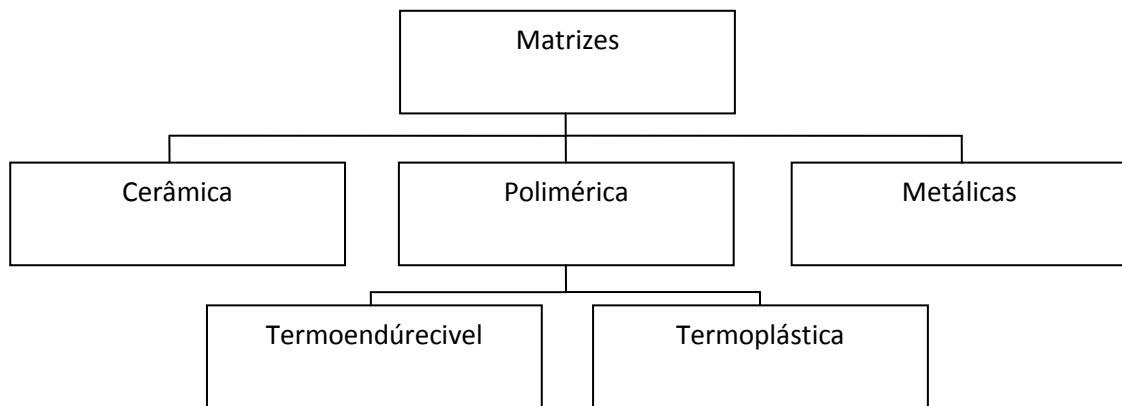 Matrizes
Cerâmica
Polimérica
Metálicas
Termoendúrecivel
Termoplástica